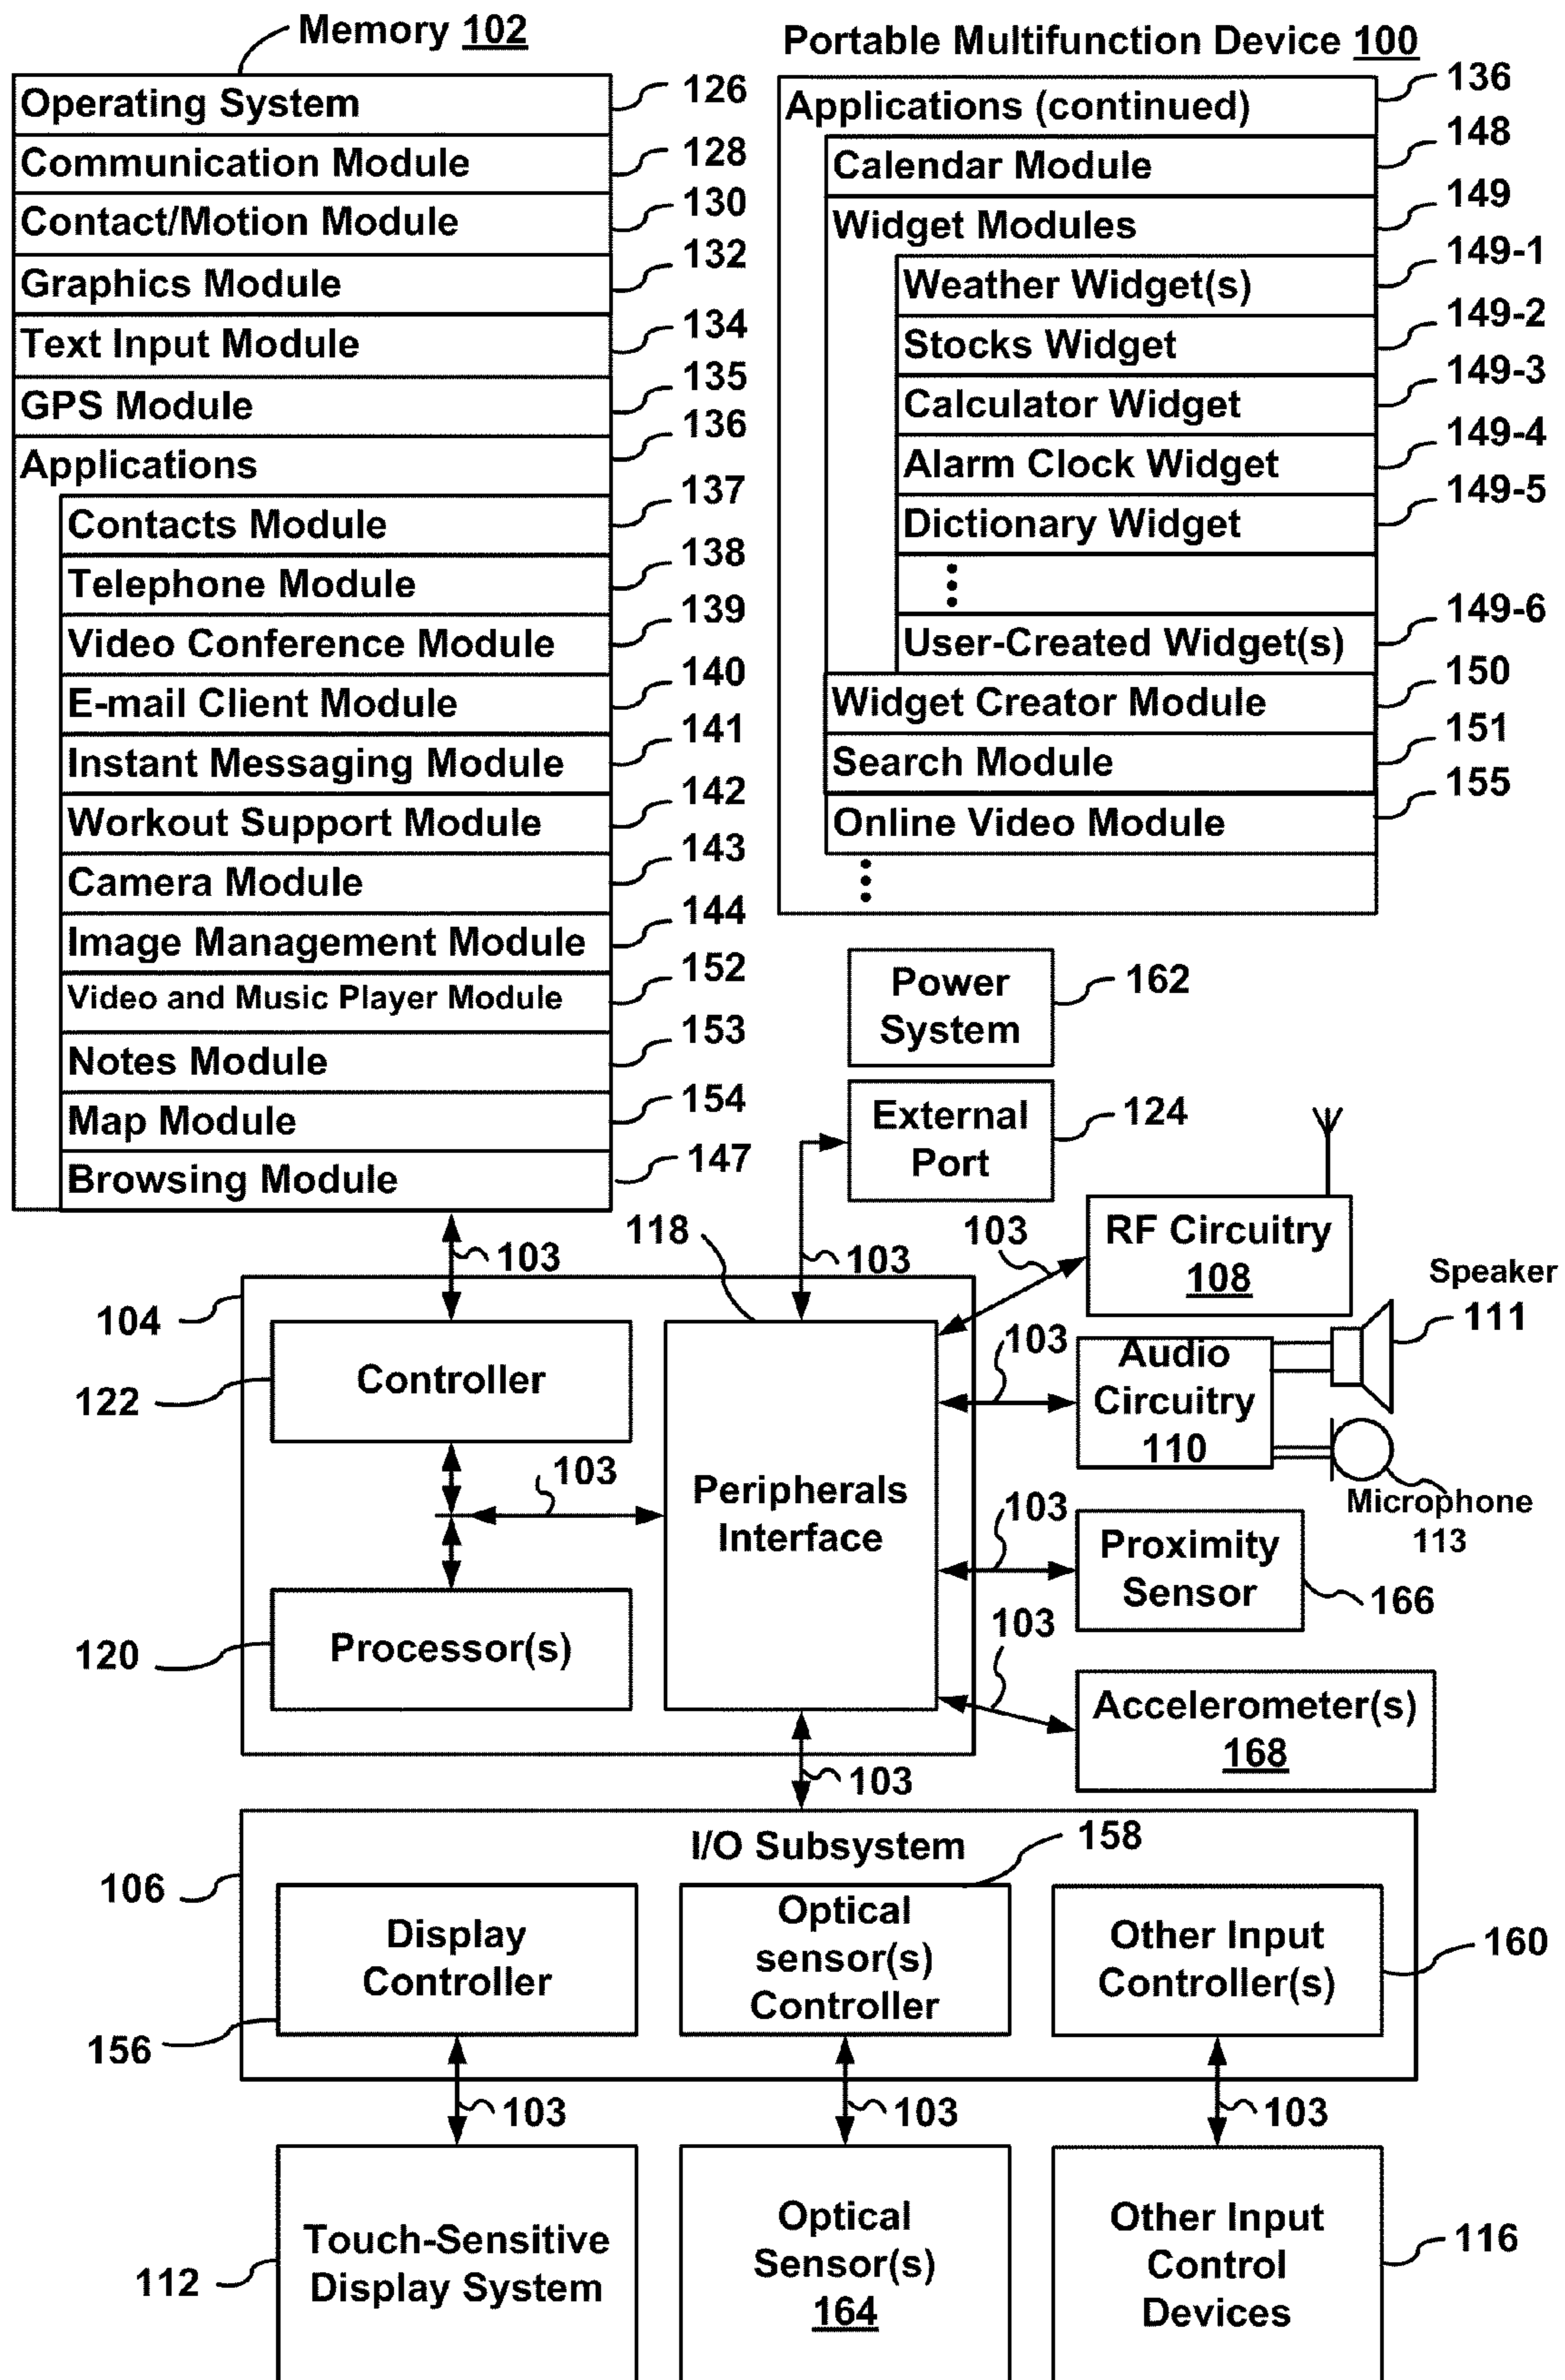 Memory 102
Operating System 126
Communication Module 128
Contact/Motion Module 130
Graphics Module 132
Text Input Module 134
GPS Module 135
Applications 136
Contacts Module 137
Telephone Module 138
Video Conference Module 139
E-mail Client Module 140
Instant Messaging Module 141
Workout Support Module 142
Camera Module 143
Image Management Module 144
Video and Music Player Module 152
Notes Module 153
Map Module 154
Browsing Module 147
Portable Multifunction Device 100
Applications (continued) 136
Calendar Module 148
Widget Modules 149
Weather Widget(s) 149-1
Stocks Widget 149-2
Calculator Widget 149-3
Alarm Clock Widget 149-4
Dictionary Widget 149-5
User-Created Widget(s) 149-6
Widget Creator Module 150
Search Module 151
Online Video Module 155
Power
System
162
External
Port
124
103
118
103
103
RF Circuitry
108
Speaker
111
104
Controller
122
103
Audio
Circuitry
110
Microphone
113
103
Peripherals
Interface
103
Proximity
Sensor
166
Processor(s)
120
103
Accelerometer(s)
168
103
I/O Subsystem
158
106
Display
Controller
156
Optical
sensor(s)
Controller
Other Input
Controller(s)
160
103
103
103
Touch-Sensitive
Display System
112
Optical
Sensor(s)
164
Other Input
Control
Devices
116